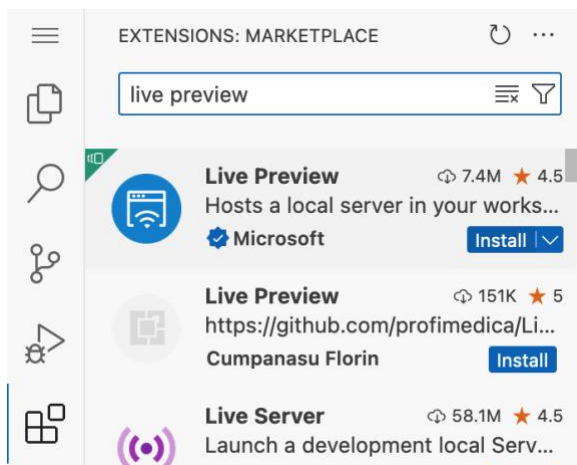 EXTENSIONS: MARKETPLACE
live preview
Live Preview 7.4M ★ 4.5
Hosts a local server in your works...
Microsoft Install
Live Preview 151K ★ 5
https://github.com/profimedica/Li...
Cumpanasu Florin Install
Live Server 58.1M ★ 4.5
Launch a development local Serv...